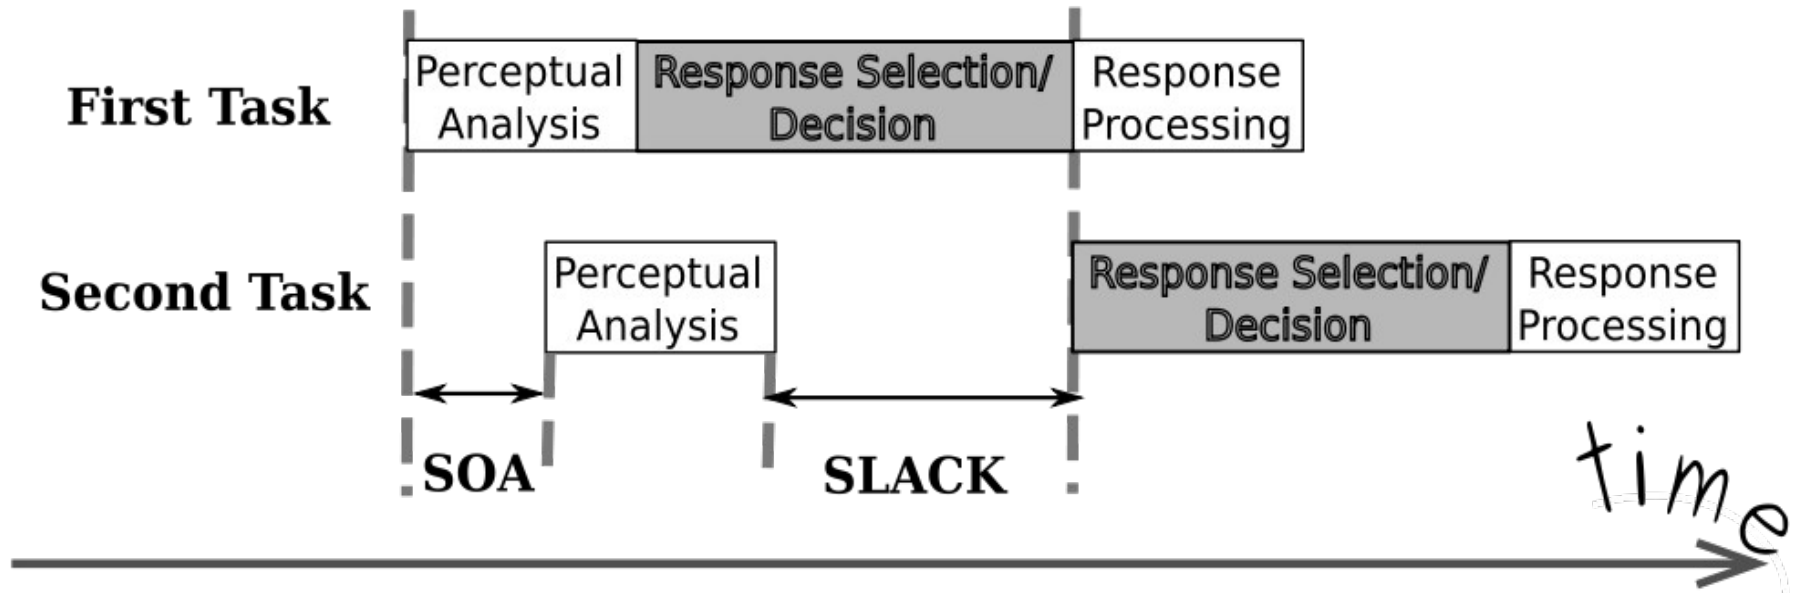 First Task
Perceptual
Analysis
Response Selection/
Decision
Response
Processing
Second Task
Perceptual
Analysis
Response Selection/
Decision
Response
Processing
SOA
SLACK
time